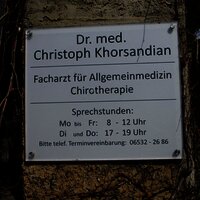 Dr. med.
Christoph Khorsandian
Facharzt für Allgemeinmedizin
Chirotherapie
Sprechstunden:
Mo bis Fr: 8 - 12 Uhr
Di und Do: 17 - 19 Uhr
Bitte telef. Terminvereinbarung: 06532 - 26 86